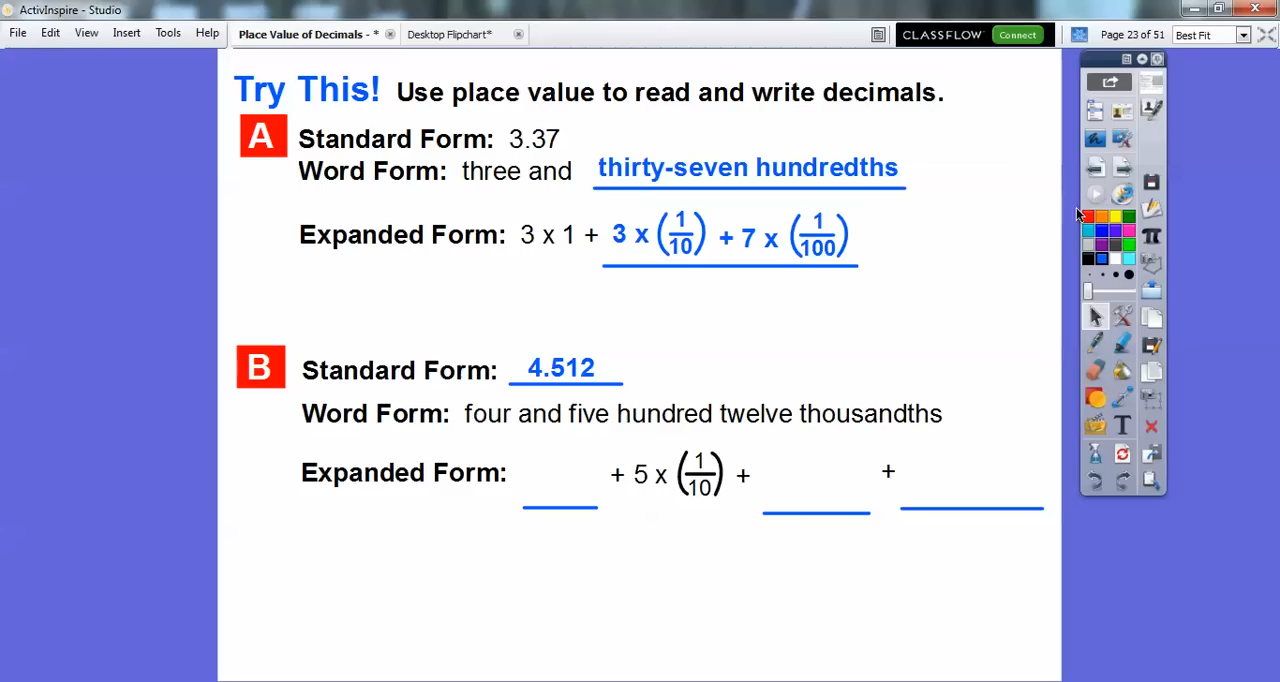 ActivInspire - Studio
File Edit View Insert Tools Help
Place Value of Decimals - * Desktop Flipchart*
CLASSFLOW Connect
Page 23 of 51 Best Fit
Try This! Use place value to read and write decimals.
A Standard Form: 3.37
Word Form: three and thirty-seven hundredths
Expanded Form: 3 x 1 + 3 x (1/10) + 7 x (1/100)
B Standard Form: 4.512
Word Form: four and five hundred twelve thousandths
Expanded Form: ____ + 5 x (1/10) + ____ + ____